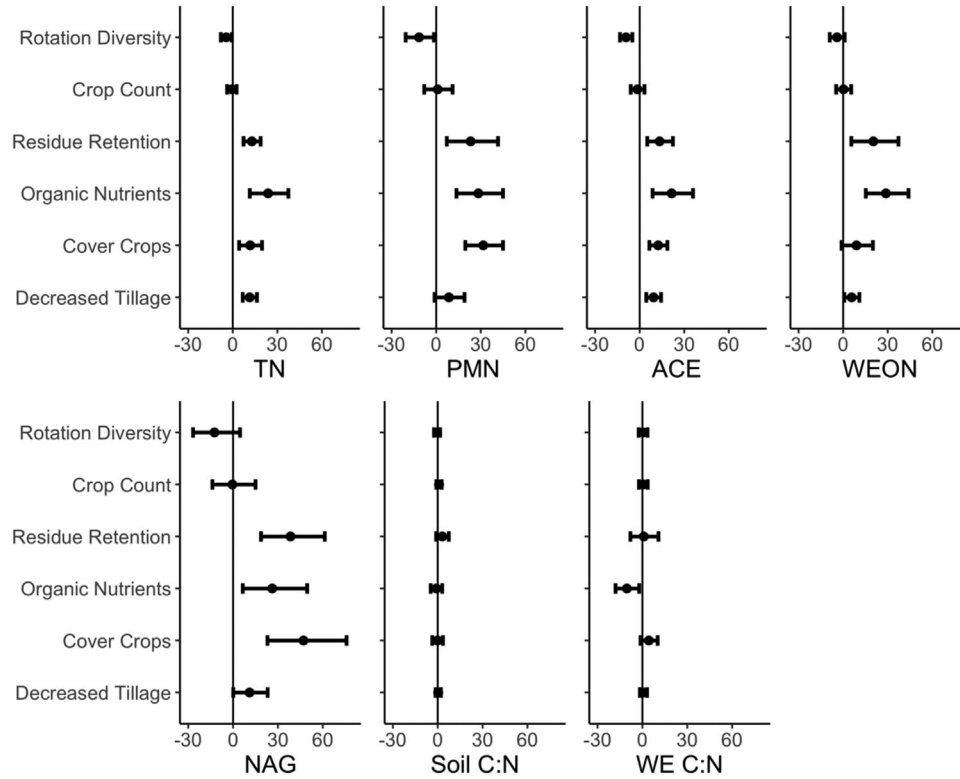 Rotation Diversity
Crop Count
Residue Retention
Organic Nutrients
Cover Crops
Decreased Tillage
-30 0 30 60 -30 0 30 60 -30 0 30 60 -30 0 30 60
TN PMN ACE WEON
Rotation Diversity
Crop Count
Residue Retention
Organic Nutrients
Cover Crops
Decreased Tillage
-30 0 30 60 -30 0 30 60 -30 0 30 60
NAG Soil C:N WE C:N